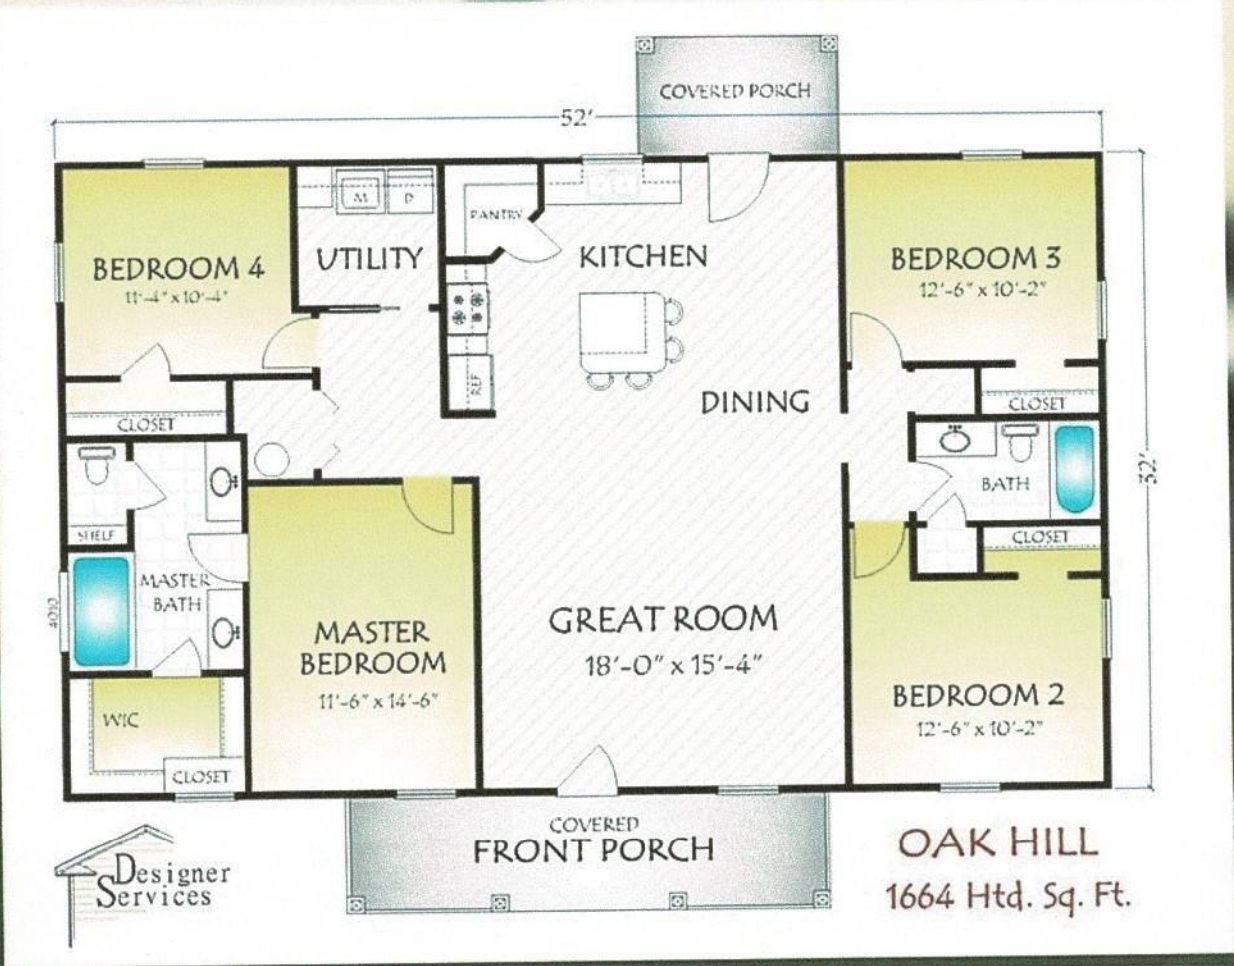 COVERED PORCH
52'
BEDROOM 4
11'-4" x 10'-4"
UTILITY
D
PANTRY
KITCHEN
BEDROOM 3
12'-6" x 10'-2"
REF
DINING
CLOSET
CLOSET
SHELF
BATH
32'
CLOSET
MASTER
BATH
4010
MASTER
BEDROOM
11'-6" x 14'-6"
GREAT ROOM
18'-0" x 15'-4"
BEDROOM 2
12'-6" x 10'-2"
WIC
CLOSET
COVERED
FRONT PORCH
Designer
Services
OAK HILL
1664 Htd. Sq. Ft.